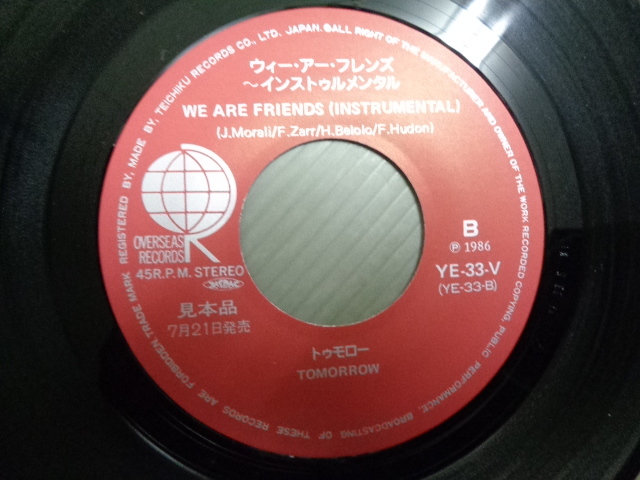 REGISTERED BY, MADE BY, TEICHIKU RECORDS CO., LTD. JAPAN. ⓟALL RIGHT OF THE MANUFACTURER AND OWNER OF THE WORK RECORDED COPYING, PUBLIC PERFORMANCE, BROADCASTING OF THESE RECORDS ARE FORBIDDEN TRADE MARK
ウィー・アー・フレンズ
～インストゥルメンタル
WE ARE FRIENDS (INSTRUMENTAL)
(J.Morali/F.Zarr/H.Belolo/F.Hudon)
OVERSEAS
RECORDS
45R.P.M. STEREO
見本品
7月21日発売
B
ⓟ 1986
YE-33-V
(YE-33-B)
トゥモロー
TOMORROW